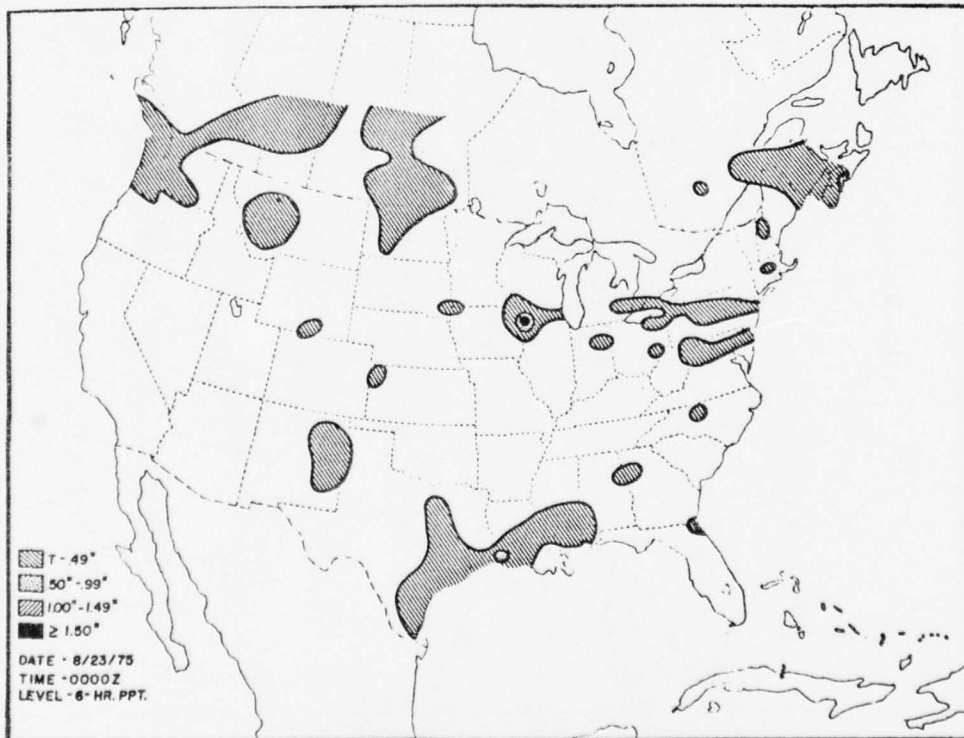 T - .49"
.50" - .99"
1.00" - 1.49"
≥ 1.50"
DATE - 8/23/75
TIME - 0000Z
LEVEL - 6-HR. PPT.